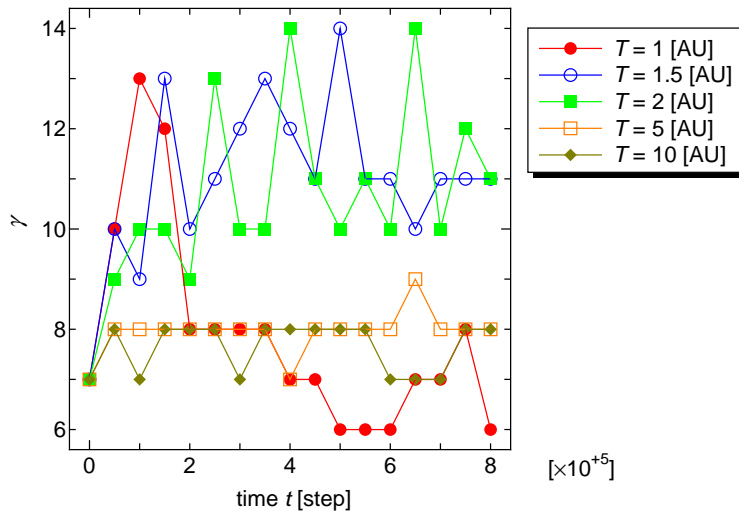 14
12
10
8
6
γ
0
2
4
6
8
[×10+5]
time t [step]
T = 1 [AU]
T = 1.5 [AU]
T = 2 [AU]
T = 5 [AU]
T = 10 [AU]